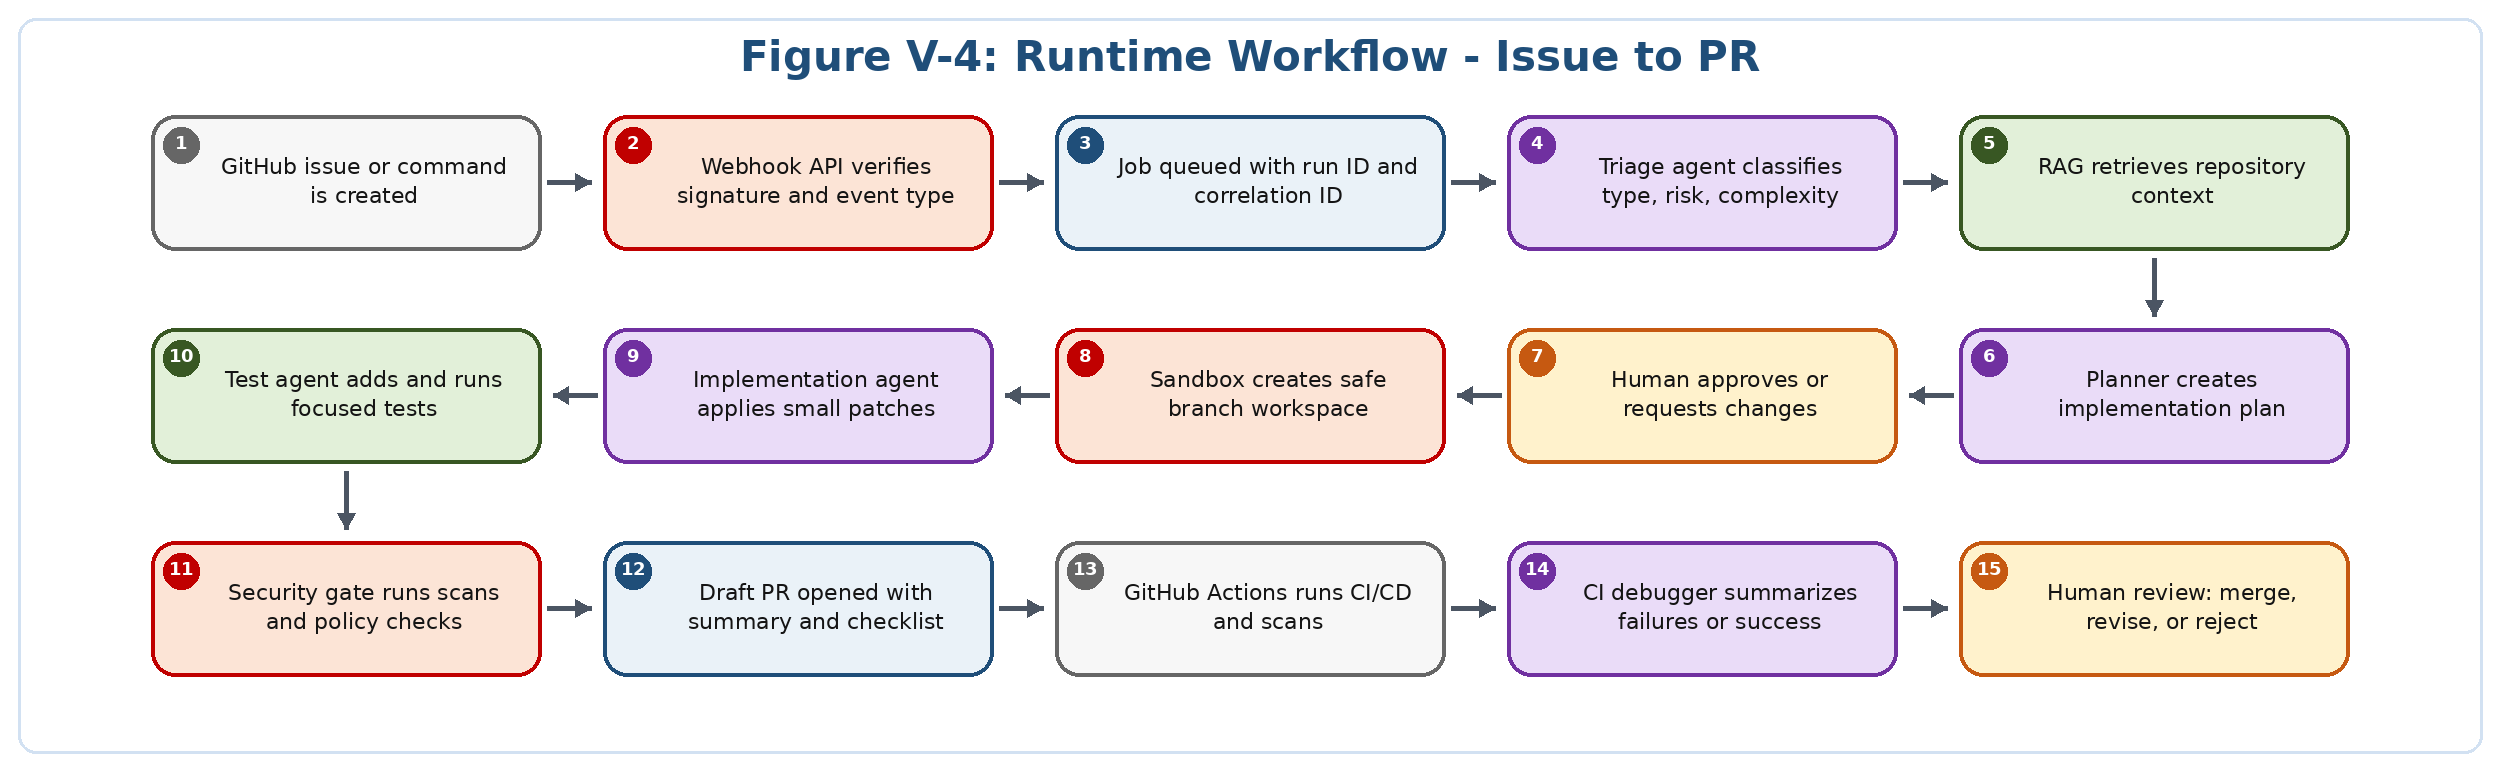 Figure V-4: Runtime Workflow - Issue to PR
1
GitHub issue or command
is created
2
Webhook API verifies
signature and event type
3
Job queued with run ID and
correlation ID
4
Triage agent classifies
type, risk, complexity
5
RAG retrieves repository
context
6
Planner creates
implementation plan
7
Human approves or
requests changes
8
Sandbox creates safe
branch workspace
9
Implementation agent
applies small patches
10
Test agent adds and runs
focused tests
11
Security gate runs scans
and policy checks
12
Draft PR opened with
summary and checklist
13
GitHub Actions runs CI/CD
and scans
14
CI debugger summarizes
failures or success
15
Human review: merge,
revise, or reject